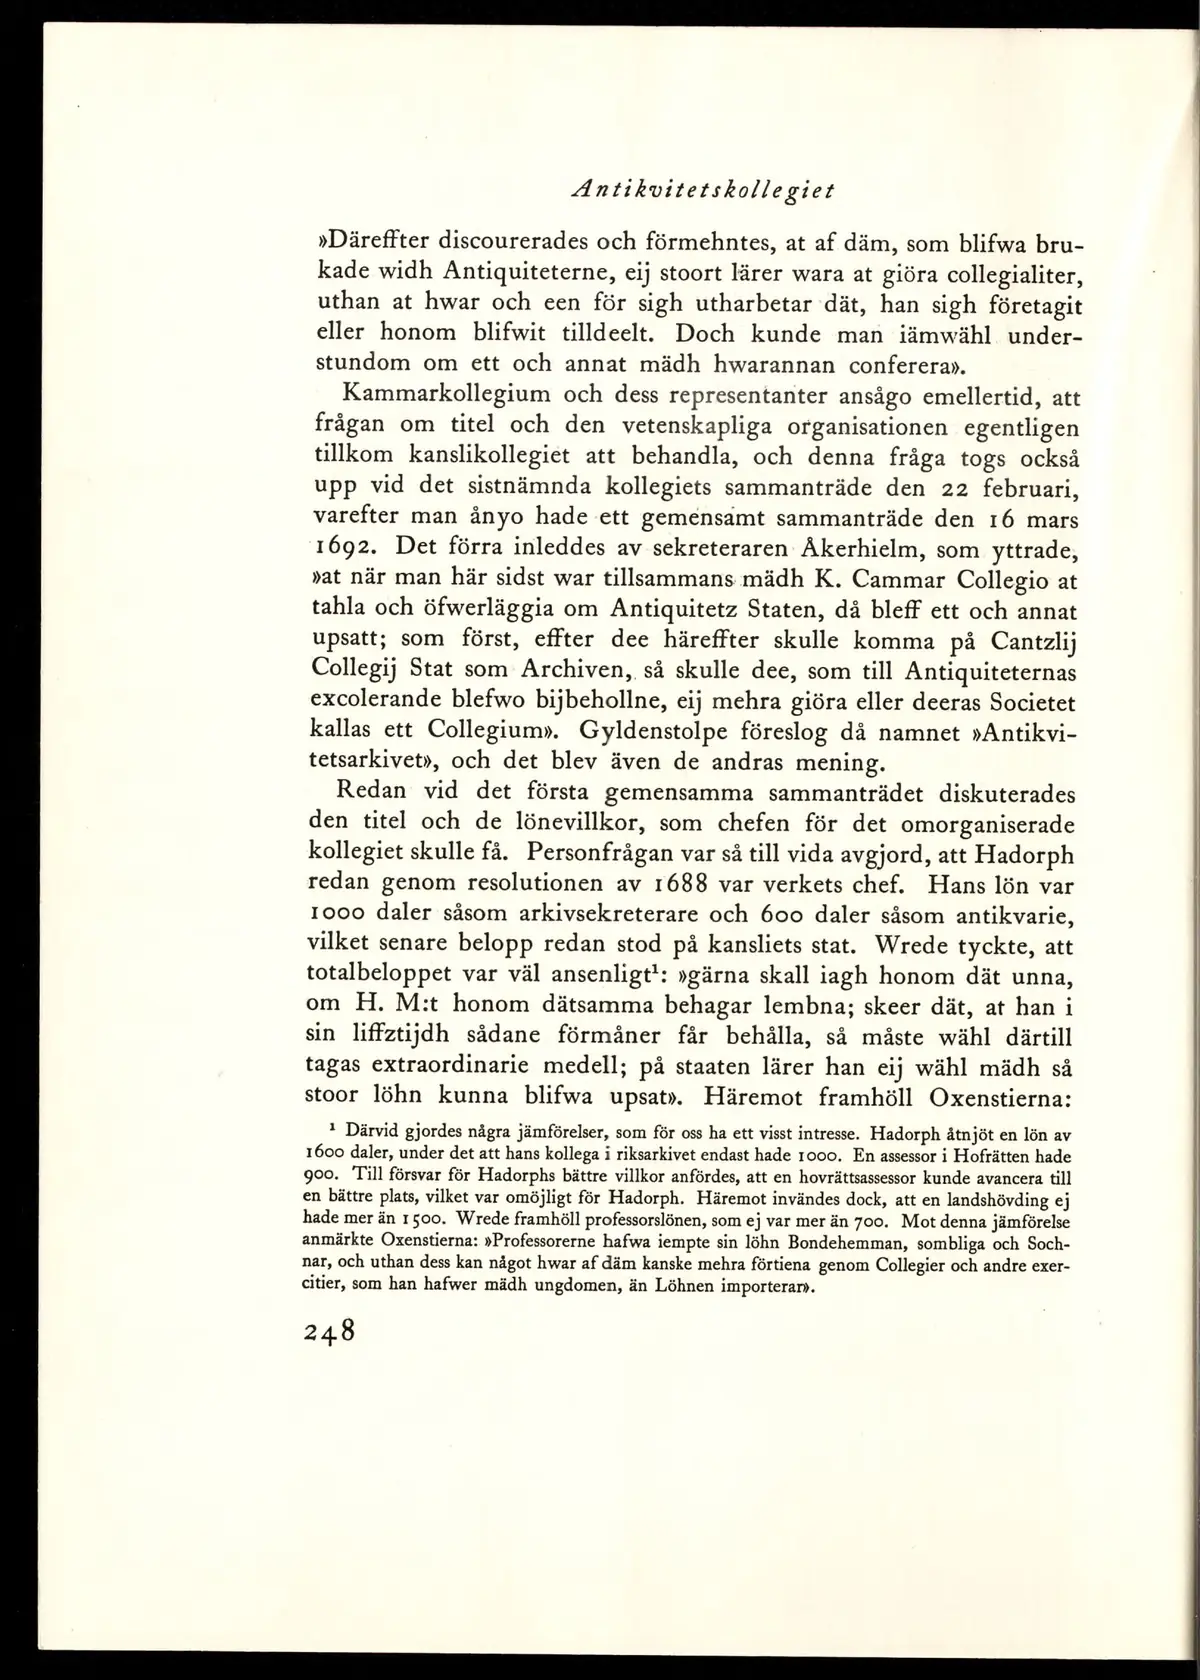 Antikvitetskollegiet
»Däreffter discourerades och förmehntes, at af däm, som blifwa bru-
kade widh Antiquiteterne, eij stoort lärer wara at giöra collegialiter,
uthan at hwar och een för sigh utharbetar dät, han sigh företagit
eller honom blifwit tilldeelt. Doch kunde man iämwähl under-
stundom om ett och annat mädh hwarannan conferera».
Kammarkollegium och dess representanter ansågo emellertid, att
frågan om titel och den vetenskapliga organisationen egentligen
tillkom kanslikollegiet att behandla, och denna fråga togs också
upp vid det sistnämnda kollegiets sammanträde den 22 februari,
varefter man ånyo hade ett gemensamt sammanträde den 16 mars
1692. Det förra inleddes av sekreteraren Åkerhielm, som yttrade,
»at när man här sidst war tillsammans mädh K. Cammar Collegio at
tahla och öfwerläggia om Antiquitetz Staten, då bleff ett och annat
upsatt; som först, effter dee häreffter skulle komma på Cantzlij
Collegij Stat som Archiven, så skulle dee, som till Antiquiteternas
excolerande blefwo bijbehollne, eij mehra giöra eller deeras Societet
kallas ett Collegium». Gyldenstolpe föreslog då namnet »Antikvi-
tetsarkivet», och det blev även de andras mening.
Redan vid det första gemensamma sammanträdet diskuterades
den titel och de lönevillkor, som chefen för det omorganiserade
kollegiet skulle få. Personfrågan var så till vida avgjord, att Hadorph
redan genom resolutionen av 1688 var verkets chef. Hans lön var
1000 daler såsom arkivsekreterare och 600 daler såsom antikvarie,
vilket senare belopp redan stod på kansliets stat. Wrede tyckte, att
totalbeloppet var väl ansenligt¹: »gärna skall iagh honom dät unna,
om H. M:t honom dätsamma behagar lembna; skeer dät, at han i
sin liffztijdh sådane förmåner får behålla, så måste wähl därtill
tagas extraordinarie medell; på staaten lärer han eij wähl mädh så
stoor löhn kunna blifwa upsat». Häremot framhöll Oxenstierna:
¹ Därvid gjordes några jämförelser, som för oss ha ett visst intresse. Hadorph åtnjöt en lön av
1600 daler, under det att hans kollega i riksarkivet endast hade 1000. En assessor i Hofrätten hade
900. Till försvar för Hadorphs bättre villkor anfördes, att en hovrättsassessor kunde avancera till
en bättre plats, vilket var omöjligt för Hadorph. Häremot invändes dock, att en landshövding ej
hade mer än 1500. Wrede framhöll professorslönen, som ej var mer än 700. Mot denna jämförelse
anmärkte Oxenstierna: »Professorerne hafwa iempte sin löhn Bondehemman, sombliga och Soch-
nar, och uthan dess kan något hwar af däm kanske mehra förtiena genom Collegier och andre exer-
citier, som han hafwer mädh ungdomen, än Löhnen importerar».
248